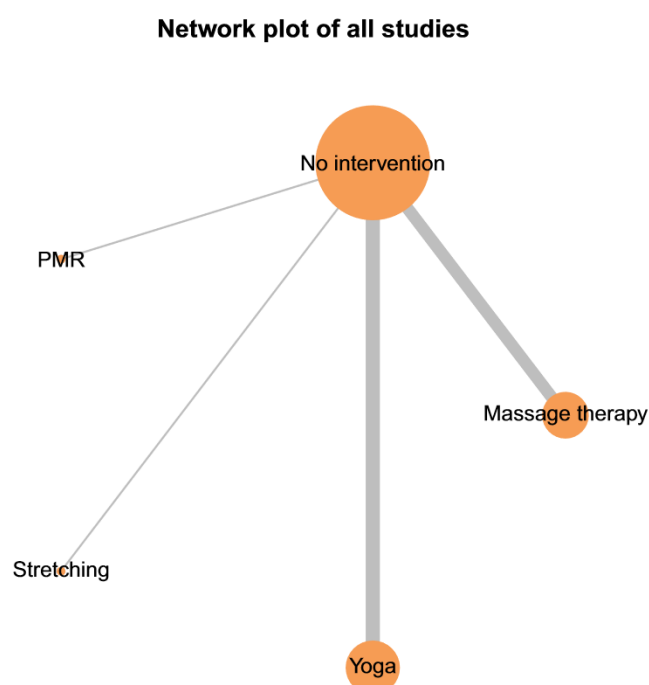 Network plot of all studies
No intervention
PMR
Massage therapy
Stretching
Yoga